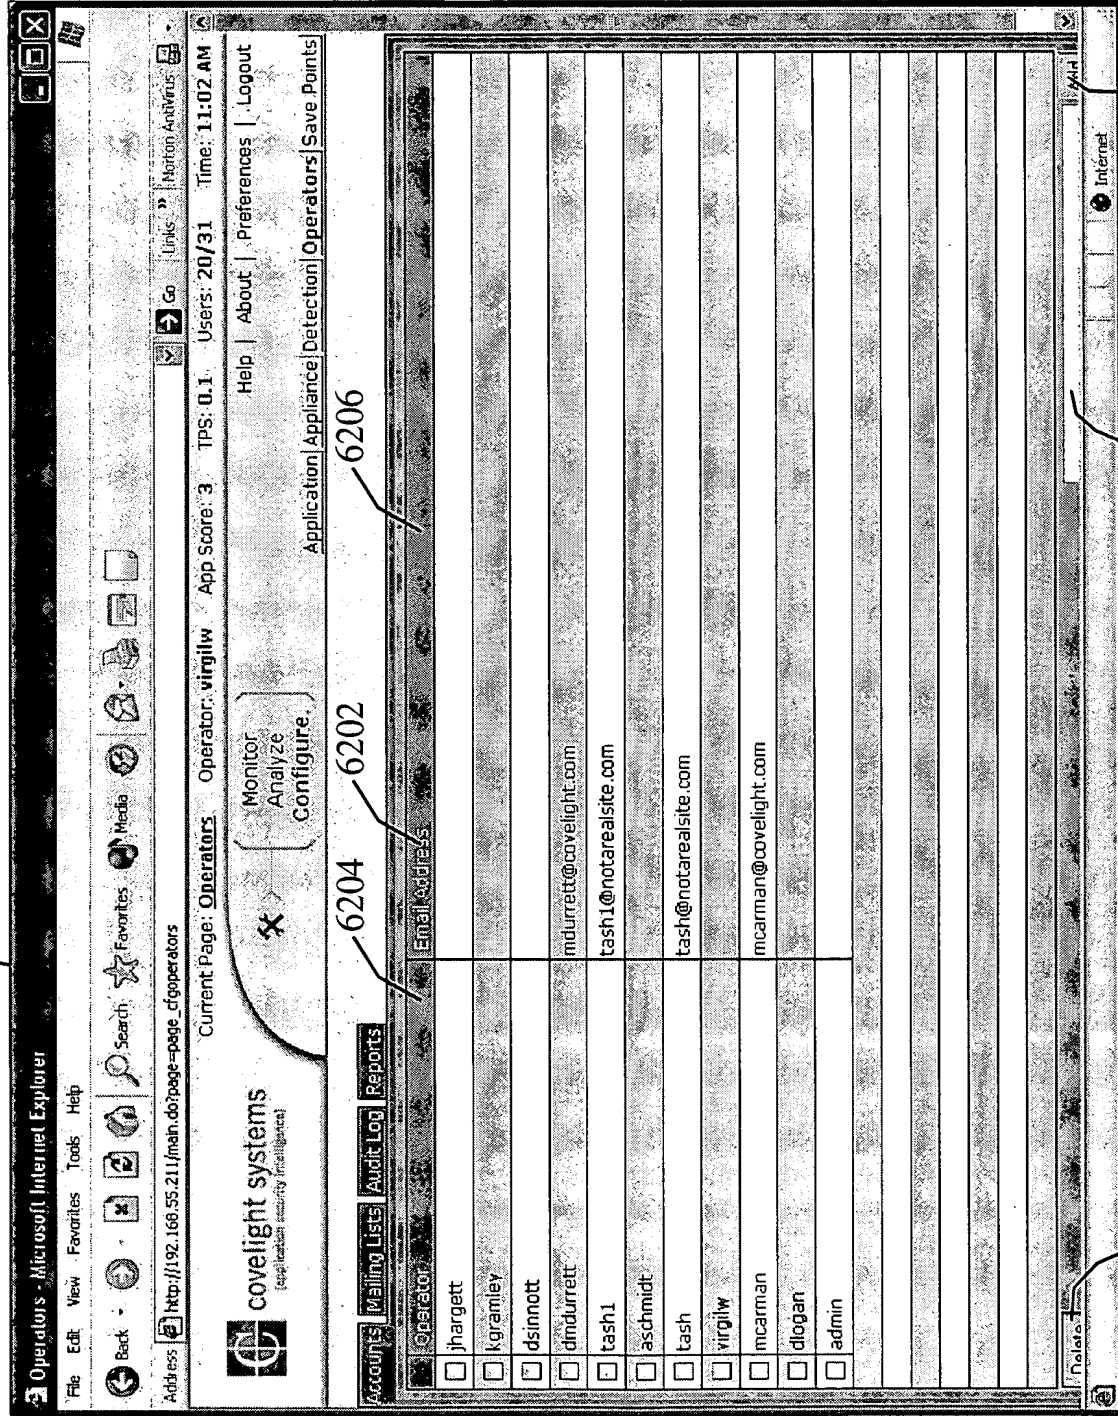 Operators - Microsoft Internet Explorer
File Edit View Favorites Tools Help
Back Search Favorites Media
Address http://192.168.55.211/main.do?page=page_cfgoperators Go Links » Norton AntiVirus
Current Page: Operators Operator: virgilw App Score: 3 TPS: 0.1 Users: 20/31 Time: 11:02 AM
covelight systems
[application security intelligence]
Monitor
Analyze
Configure
Help | About | Preferences | Logout
Application Appliance Detection Operators Save Points
6204 6202 6206
Accounts Mailing Lists Audit Log Reports
Operator Email Address
jhargett
kgramley
dsinnott
dmdurrett mdurrett@covelight.com
tash1 tash1@notarealsite.com
aschmidt
tash tash@notarealsite.com
virgilw
mcarman mcarman@covelight.com
dlogan
admin
Delete Add
Internet